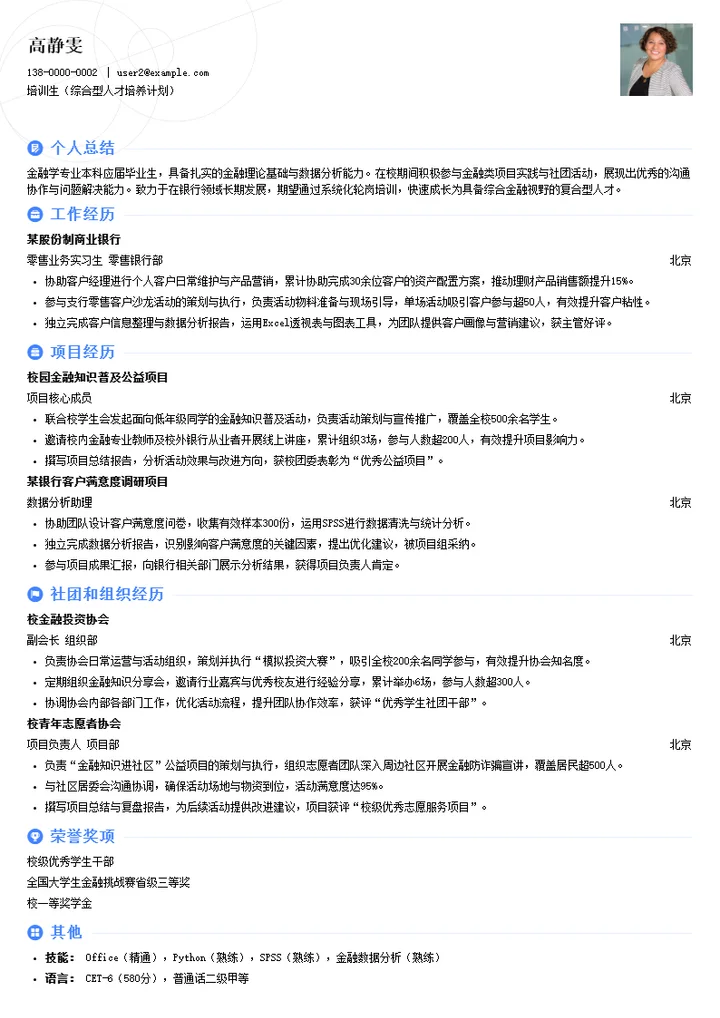 高静雯
138-0000-0002 | user2@example.com
培训生（综合型人才培养计划）
个人总结
金融学专业本科应届毕业生，具备扎实的金融理论基础与数据分析能力。在校期间积极参与金融类项目实践与社团活动，展现出优秀的沟通
协作与问题解决能力。致力于在银行领域长期发展，期望通过系统化轮岗培训，快速成长为具备综合金融视野的复合型人才。
工作经历
某股份制商业银行
零售业务实习生 零售银行部 北京
• 协助客户经理进行个人客户日常维护与产品营销，累计协助完成30余位客户的资产配置方案，推动理财产品销售额提升15%。
• 参与支行零售客户沙龙活动的策划与执行，负责活动物料准备与现场引导，单场活动吸引客户参与超50人，有效提升客户粘性。
• 独立完成客户信息整理与数据分析报告，运用Excel透视表与图表工具，为团队提供客户画像与营销建议，获主管好评。
项目经历
校园金融知识普及公益项目
项目核心成员 北京
• 联合校学生会发起面向低年级同学的金融知识普及活动，负责活动策划与宣传推广，覆盖全校500余名学生。
• 邀请校内金融专业教师及校外银行从业者开展线上讲座，累计组织3场，参与人数超200人，有效提升项目影响力。
• 撰写项目总结报告，分析活动效果与改进方向，获校团委表彰为“优秀公益项目”。
某银行客户满意度调研项目
数据分析助理 北京
• 协助团队设计客户满意度问卷，收集有效样本300份，运用SPSS进行数据清洗与统计分析。
• 独立完成数据分析报告，识别影响客户满意度的关键因素，提出优化建议，被项目组采纳。
• 参与项目成果汇报，向银行相关部门展示分析结果，获得项目负责人肯定。
社团和组织经历
校金融投资协会
副会长 组织部 北京
• 负责协会日常运营与活动组织，策划并执行“模拟投资大赛”，吸引全校200余名同学参与，有效提升协会知名度。
• 定期组织金融知识分享会，邀请行业嘉宾与优秀校友进行经验分享，累计举办6场，参与人数超300人。
• 协调协会内部各部门工作，优化活动流程，提升团队协作效率，获评“优秀学生社团干部”。
校青年志愿者协会
项目负责人 项目部 北京
• 负责“金融知识进社区”公益项目的策划与执行，组织志愿者团队深入周边社区开展金融防诈骗宣讲，覆盖居民超500人。
• 与社区居委会沟通协调，确保活动场地与物资到位，活动满意度达95%。
• 撰写项目总结与复盘报告，为后续活动提供改进建议，项目获评“校级优秀志愿服务项目”。
荣誉奖项
校级优秀学生干部
全国大学生金融挑战赛省级三等奖
校一等奖学金
其他
• 技能： Office（精通），Python（熟练），SPSS（熟练），金融数据分析（熟练）
• 语言： CET-6（580分），普通话二级甲等